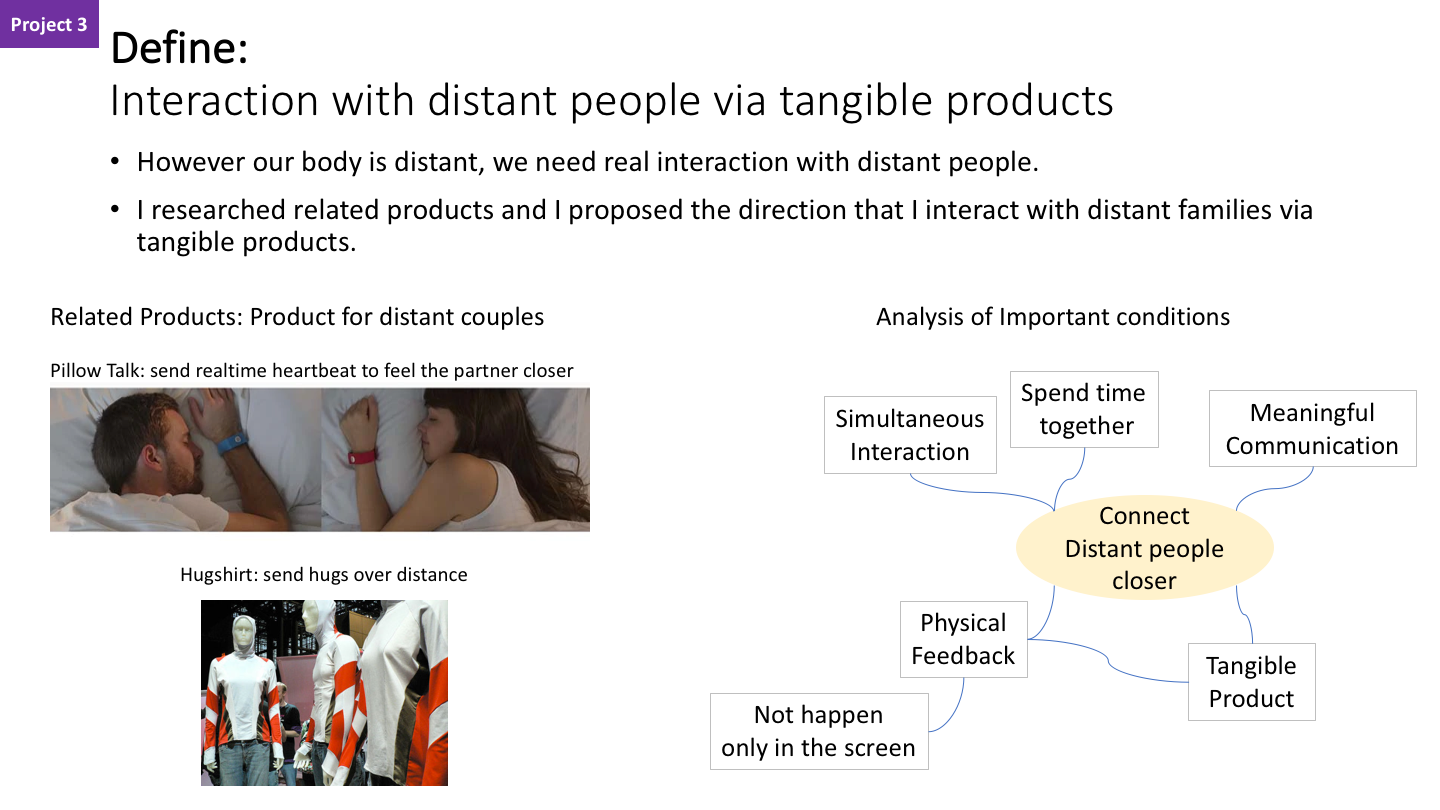 Project 3
Define:
Interaction with distant people via tangible products
• However our body is distant, we need real interaction with distant people.
• I researched related products and I proposed the direction that I interact with distant families via
tangible products.
Related Products: Product for distant couples
Pillow Talk: send realtime heartbeat to feel the partner closer
Hugshirt: send hugs over distance
Analysis of Important conditions
Simultaneous
Interaction
Spend time
together
Meaningful
Communication
Connect
Distant people
closer
Physical
Feedback
Tangible
Product
Not happen
only in the screen